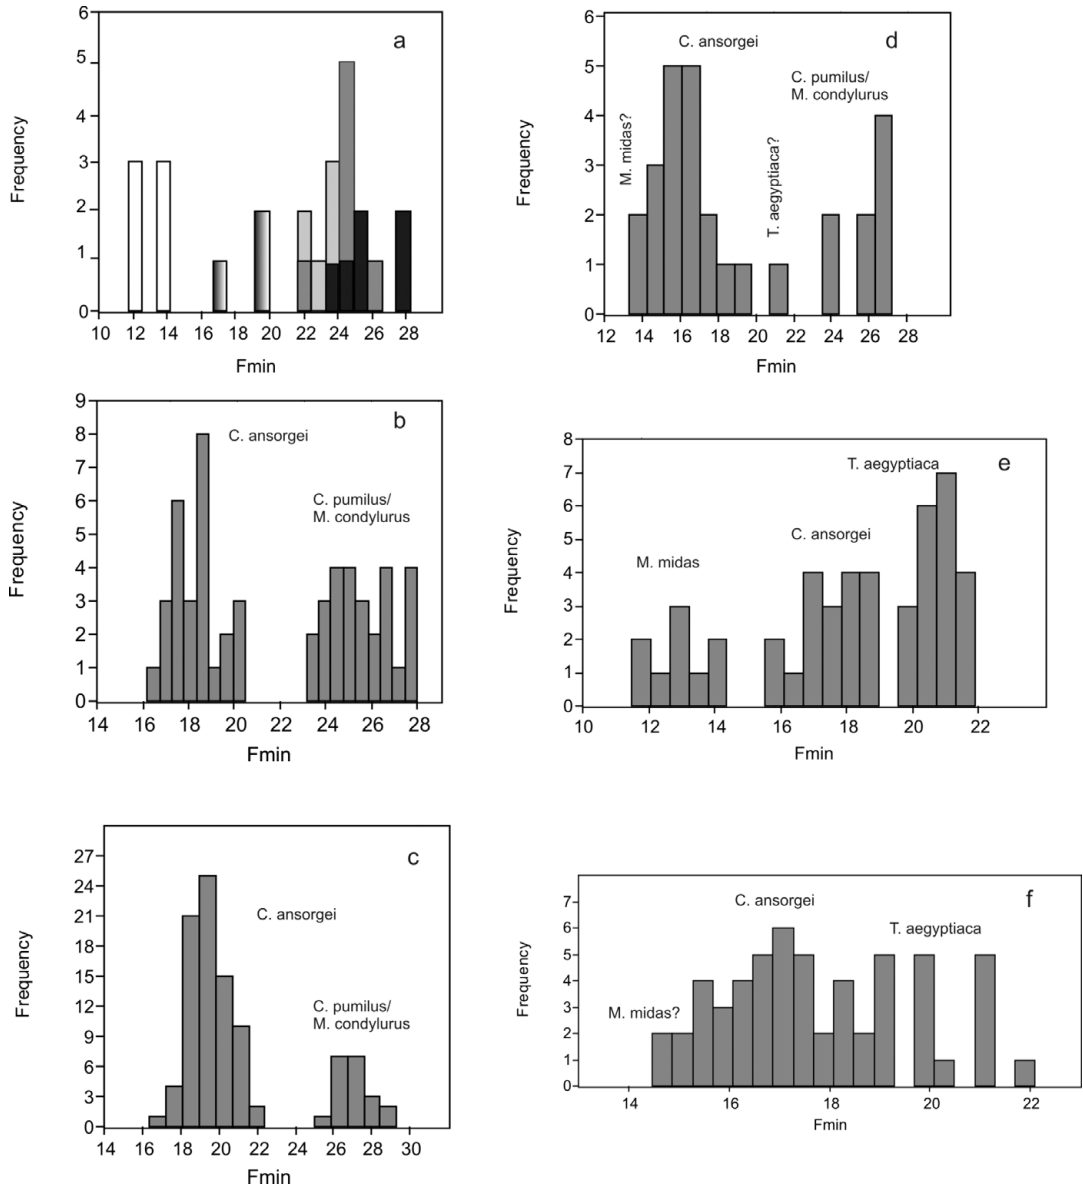 a
6
5
4
3
2
1
0
10 12 14 16 18 20 22 24 26 28
Frequency
Fmin
b
9
8
7
6
5
4
3
2
1
0
14 16 18 20 22 24 26 28
Frequency
Fmin
C. ansorgei
C. pumilus/
M. condylurus
c
27
24
21
18
15
12
9
6
3
0
14 16 18 20 22 24 26 28 30
Frequency
Fmin
C. ansorgei
C. pumilus/
M. condylurus
d
6
5
4
3
2
1
0
12 14 16 18 20 22 24 26 28
Frequency
Fmin
M. midas?
C. ansorgei
T. aegyptiaca?
C. pumilus/
M. condylurus
e
8
7
6
5
4
3
2
1
0
10 12 14 16 18 20 22
Frequency
Fmin
M. midas
C. ansorgei
T. aegyptiaca
f
7
6
5
4
3
2
1
0
14 16 18 20 22
Frequency
Fmin
M. midas?
C. ansorgei
T. aegyptiaca